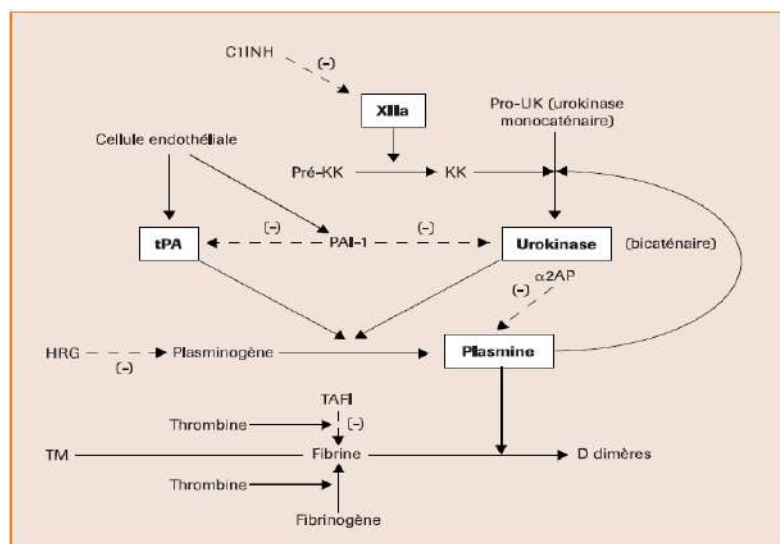 C1INH
(-)
XIIa
Pro-UK (urokinase
monocaténaire)
Cellule endothéliale
Pré-KK
KK
(-)
(-)
tPA
PAI-1
Urokinase
(bicaténaire)
α2AP
(-)
HRG
(-)
Plasminogène
Plasmine
TAFI
Thrombine
(-)
TM
Fibrine
D dimères
Thrombine
Fibrinogène